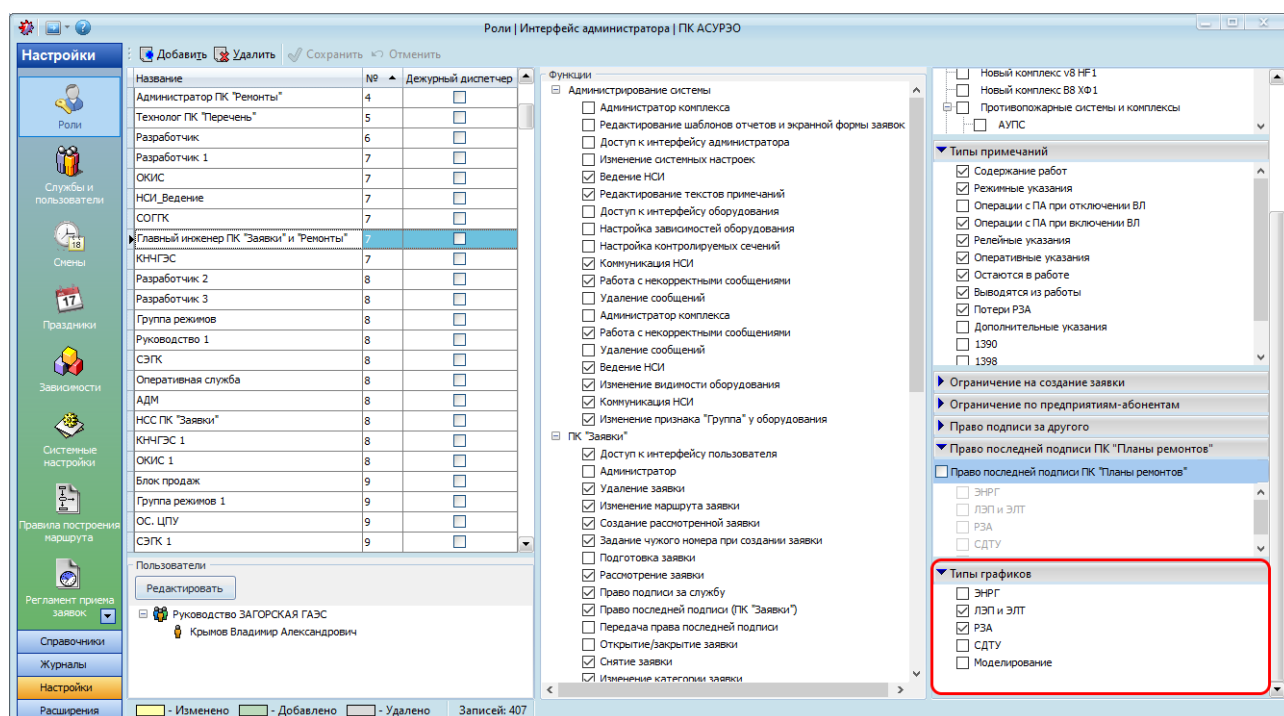 Роли | Интерфейс администратора | ПК АСУРЭО
Настройки
Добавить Удалить Сохранить Отменить
Роли
Службы и пользователи
18
Смены
17
Праздники
Зависимости
Системные настройки
Правила построения маршрута
Регламент приема заявок
Справочники
Журналы
Настройки
Расширения
Название № Дежурный диспетчер
Администратор ПК "Ремонты" 4
Технолог ПК "Перечень" 5
Разработчик 6
Разработчик 1 7
ОКИС 7
НСИ_Ведение 7
СОГГК 7
Главный инженер ПК "Заявки" и "Ремонты" 7
КНЧГЭС 7
Разработчик 2 8
Разработчик 3 8
Группа режимов 8
Руководство 1 8
СЭГК 8
Оперативная служба 8
АДМ 8
НСС ПК "Заявки" 8
КНЧГЭС 1 8
ОКИС 1 8
Блок продаж 9
Группа режимов 1 9
ОС. ЦПУ 9
СЭГК 1 9
Пользователи
Редактировать
Руководство ЗАГОРСКАЯ ГАЭС
Крымов Владимир Александрович
- Изменено - Добавлено - Удалено Записей: 407
Функции
Администрирование системы
Администратор комплекса
Редактирование шаблонов отчетов и экранной формы заявок
Доступ к интерфейсу администратора
Изменение системных настроек
Ведение НСИ
Редактирование текстов примечаний
Доступ к интерфейсу оборудования
Настройка зависимостей оборудования
Настройка контролируемых сечений
Коммуникация НСИ
Работа с некорректными сообщениями
Удаление сообщений
Администратор комплекса
Работа с некорректными сообщениями
Удаление сообщений
Ведение НСИ
Изменение видимости оборудования
Коммуникация НСИ
Изменение признака "Группа" у оборудования
ПК "Заявки"
Доступ к интерфейсу пользователя
Администратор
Удаление заявки
Изменение маршрута заявки
Создание рассмотренной заявки
Задание чужого номера при создании заявки
Подготовка заявки
Рассмотрение заявки
Право подписи за службу
Право последней подписи (ПК "Заявки")
Передача права последней подписи
Открытие/закрытие заявки
Снятие заявки
Изменение категории заявки
Новый комплекс v8 HF1
Новый комплекс В8 ХФ1
Противопожарные системы и комплексы
АУПС
Типы примечаний
Содержание работ
Режимные указания
Операции с ПА при отключении ВЛ
Операции с ПА при включении ВЛ
Релейные указания
Оперативные указания
Остаются в работе
Выводятся из работы
Потери РЗА
Дополнительные указания
1390
1398
Ограничение на создание заявки
Ограничение по предприятиям-абонентам
Право подписи за другого
Право последней подписи ПК "Планы ремонтов"
Право последней подписи ПК "Планы ремонтов"
ЭНРГ
ЛЭП и ЭЛТ
РЗА
СДТУ
Типы графиков
ЭНРГ
ЛЭП и ЭЛТ
РЗА
СДТУ
Моделирование